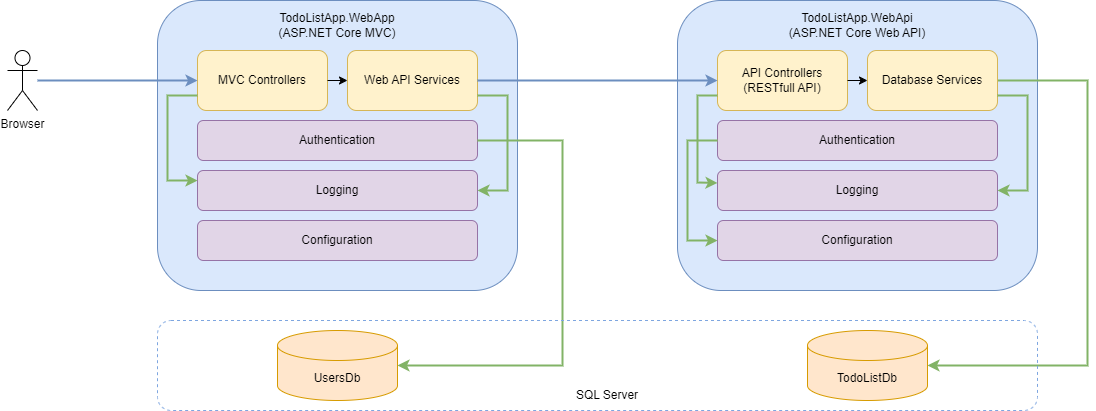 TodoListApp.WebApp
(ASP.NET Core MVC)
MVC Controllers
Web API Services
Authentication
Logging
Configuration
Browser
TodoListApp.WebApi
(ASP.NET Core Web API)
API Controllers
(RESTfull API)
Database Services
Authentication
Logging
Configuration
UsersDb
TodoListDb
SQL Server